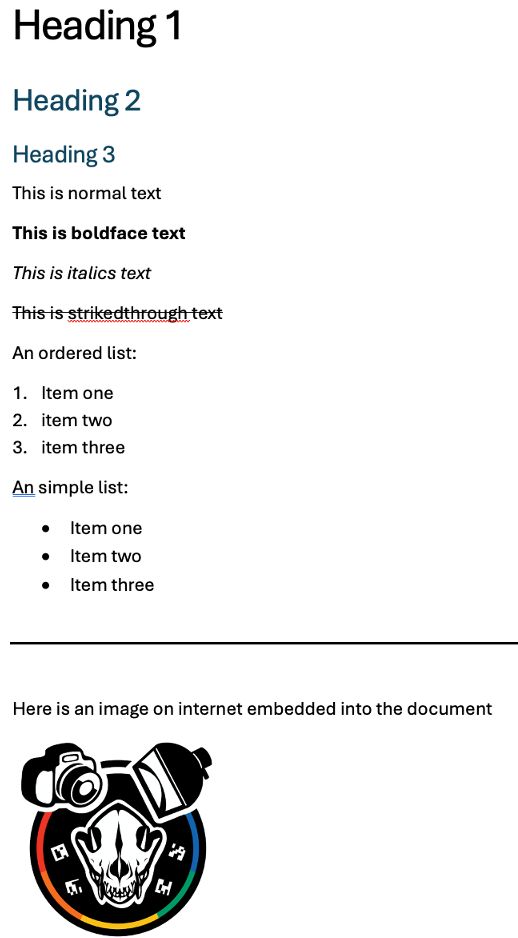 Heading 1
Heading 2
Heading 3
This is normal text
This is boldface text
This is italics text
This is strikedthrough text
An ordered list:
1. Item one
2. item two
3. item three
An simple list:
• Item one
• Item two
• Item three
Here is an image on internet embedded into the document